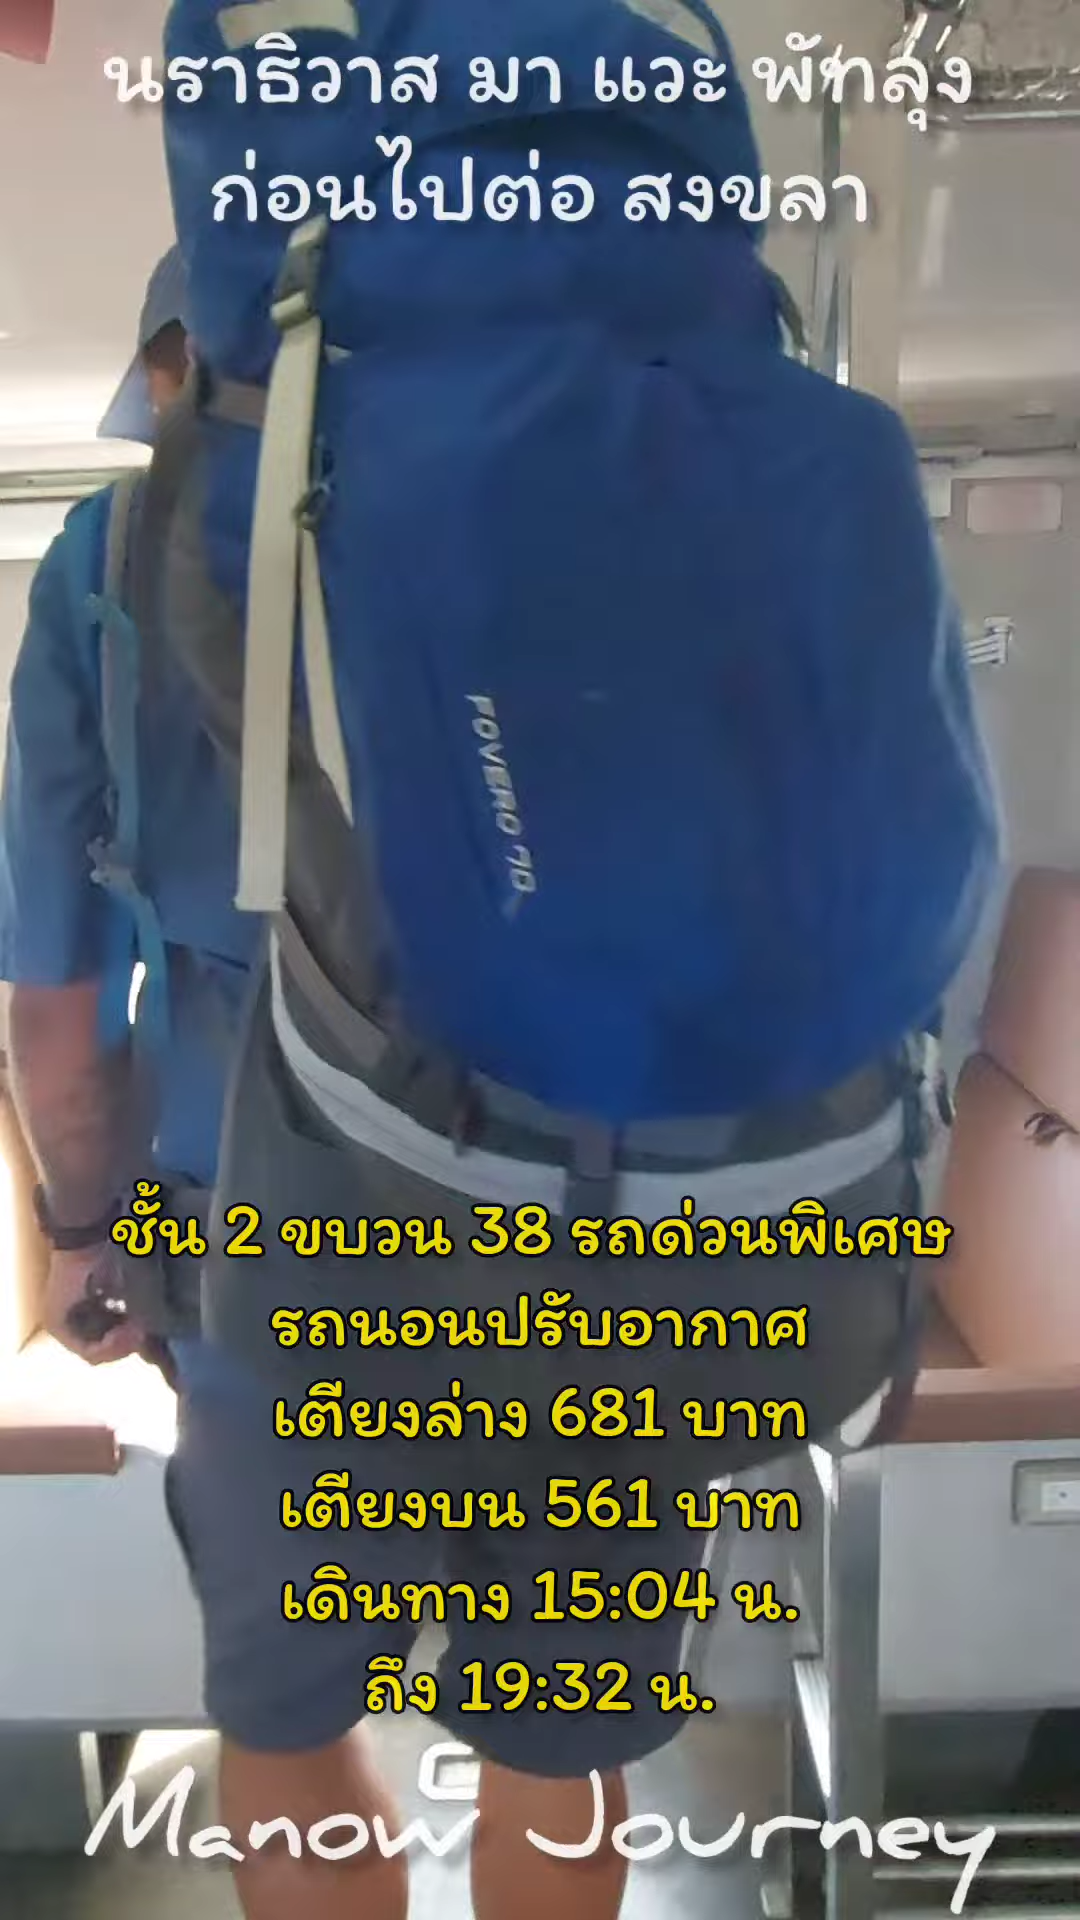 นราธิวาส มา แวะ พัทลุง
ก่อนไปต่อ สงขลา
FOVERO 70
ชั้น 2 ขบวน 38 รถด่วนพิเศษ
รถนอนปรับอากาศ
เตียงล่าง 681 บาท
เตียงบน 561 บาท
เดินทาง 15:04 น.
ถึง 19:32 น.
Manow Journey